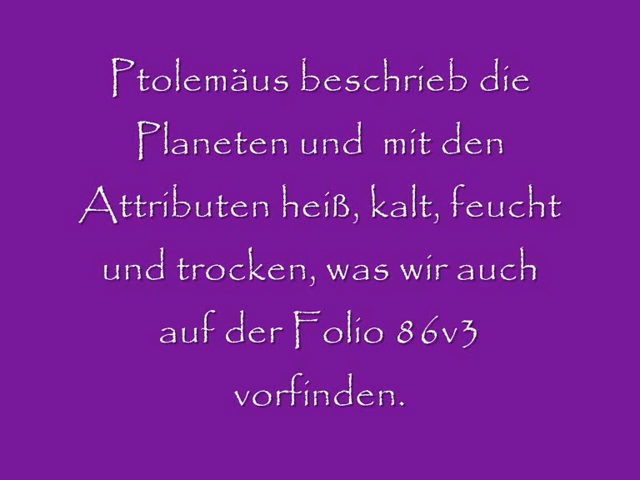 Ptolemäus beschrieb die
Planeten und  mit den
Attributen heiß, kalt, feucht
und trocken, was wir auch
auf der Folio 86v3
vorfinden.